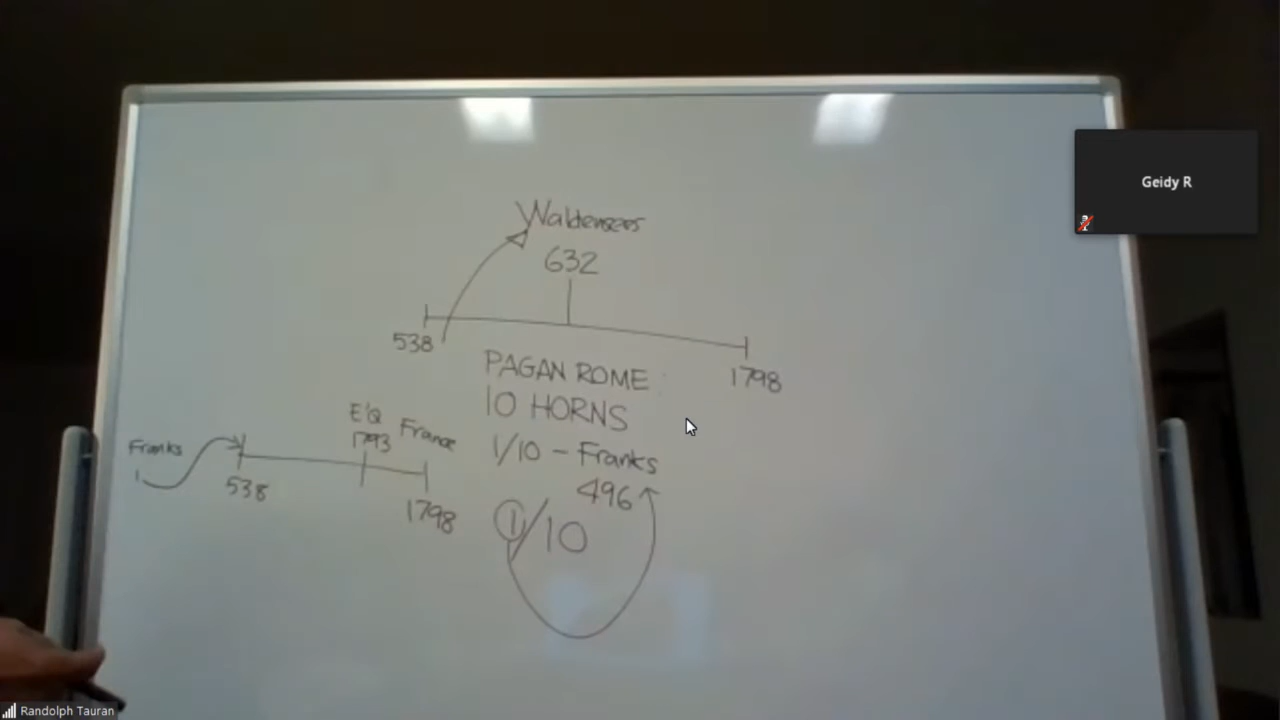 Waldenses
632
538
1798
PAGAN ROME:
10 HORNS
1/10 - Franks
496
1/10
E'Q France
1793
Franks
538
1798
Geidy R
Randolph Tauran